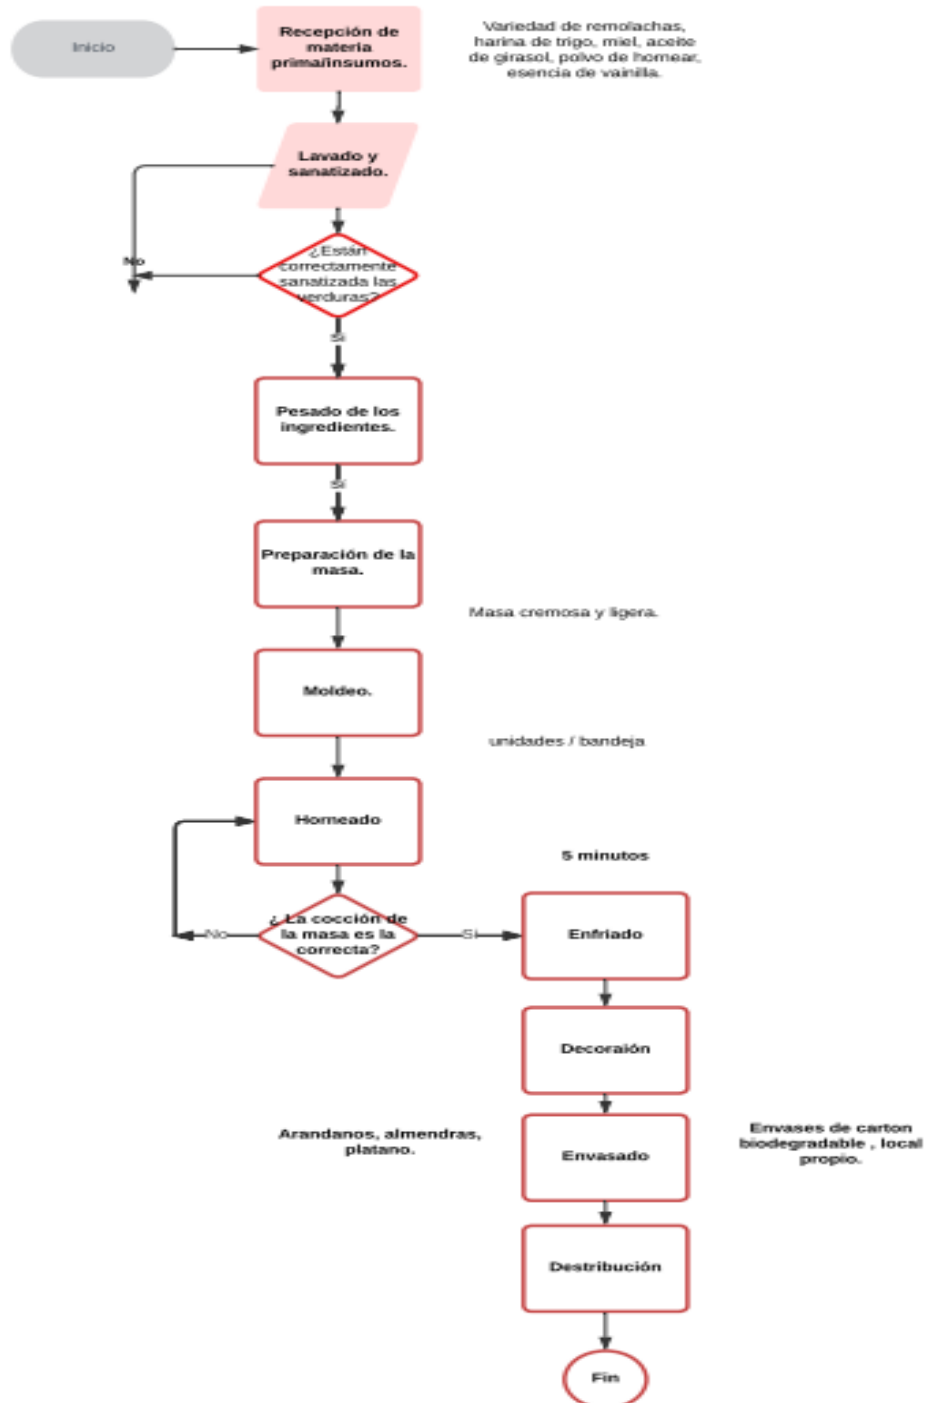 Inicio
Recepción de
materia
prima/insumos.
Variedad de remolachas,
harina de trigo, miel, aceite
de girasol, polvo de hornear,
esencia de vainilla.
Lavado y
sanatizado.
No
¿Están
correctamente
sanatizada las
verduras?
Si
Pesado de los
ingredientes.
Si
Preparación de la
masa.
Masa cremosa y ligera.
Moldeo.
unidades / bandeja
Horneado
5 minutos
¿ La cocción de
la masa es la
correcta?
No
Si
Enfriado
Decoraión
Arandanos, almendras,
platano.
Envasado
Envases de carton
biodegradable , local
propio.
Destribución
Fin